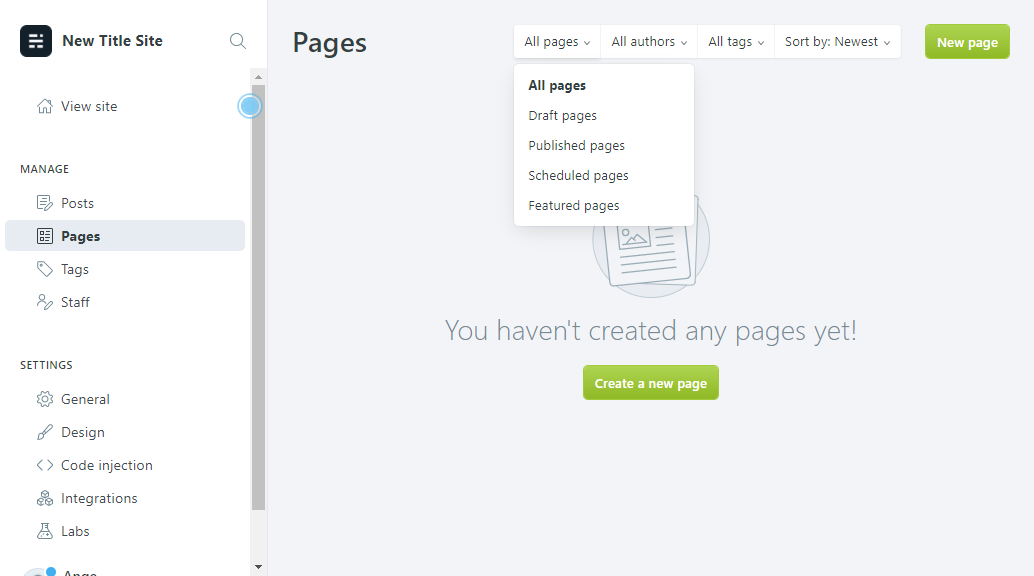 New Title Site
View site
MANAGE
Posts
Pages
Tags
Staff
SETTINGS
General
Design
Code injection
Integrations
Labs
Ange
Pages
All pages
All authors
All tags
Sort by: Newest
New page
All pages
Draft pages
Published pages
Scheduled pages
Featured pages
You haven't created any pages yet!
Create a new page